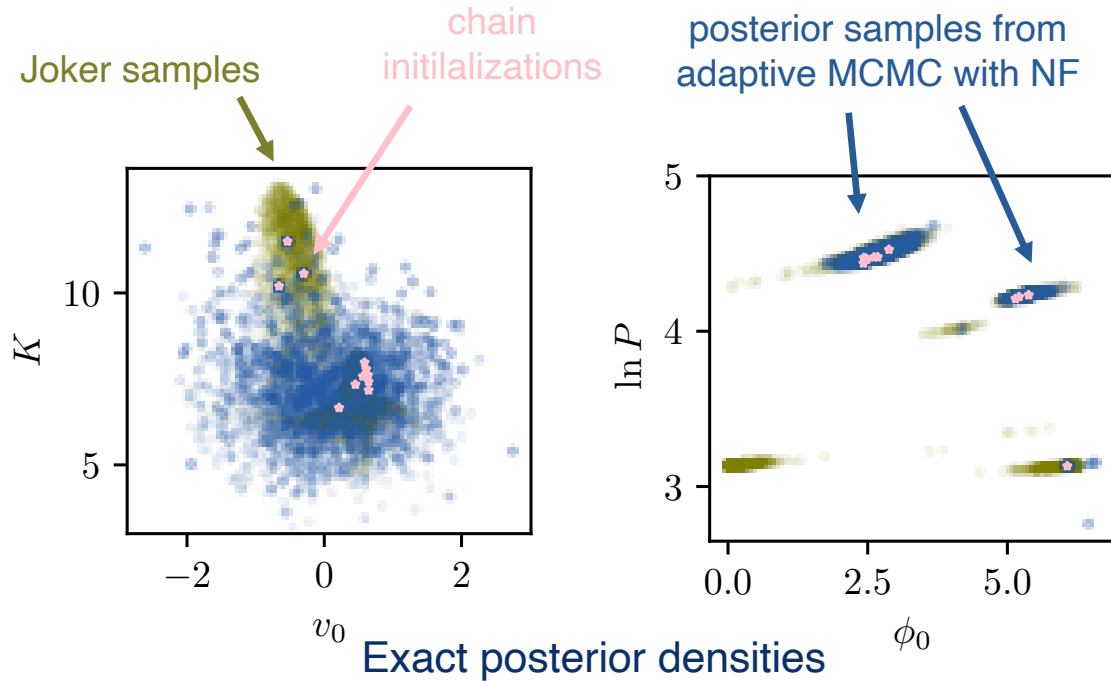 chain
initilalizations
Joker samples
posterior samples from
adaptive MCMC with NF
10
5
K
−2
0
2
v0
5
4
3
ln P
0.0
2.5
5.0
ϕ0
Exact posterior densities